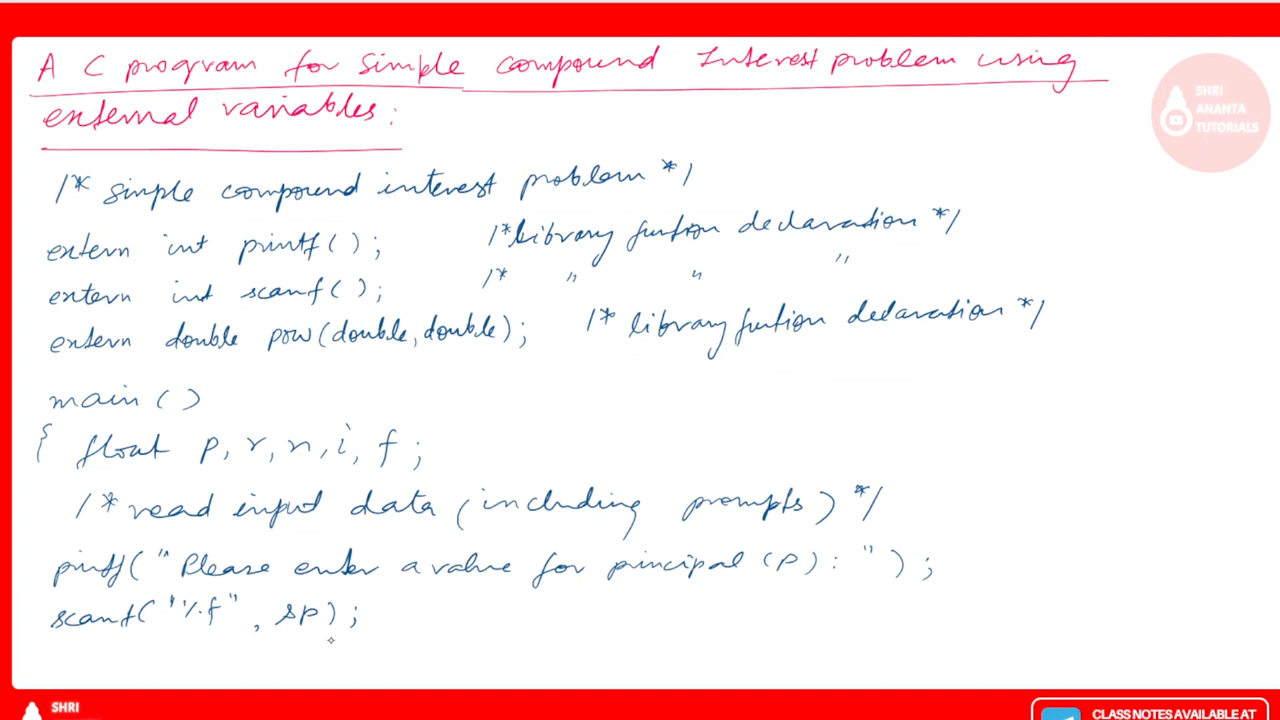 A C program for simple compound Interest problem using
external variables:
SHRI
ANANTA
TUTORIALS
/* simple compound interest problem */
extern int printf(); /*library function declaration */
extern int scanf(); /* " " "
extern double pow(double,double); /* library function declaration */
main()
{ float p,r,n,i,f;
/*read input data (including prompts) */
printf("Please enter a value for principal (P): ");
scanf("%f", &p);
SHRI
CLASS NOTES AVAILABLE AT